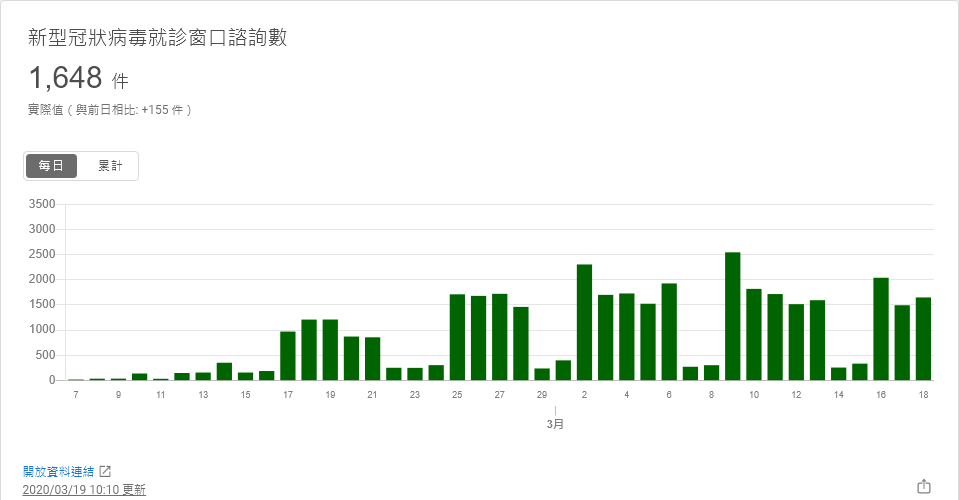 新型冠狀病毒就診窗口諮詢數
1,648 件
實際值 ( 與前日相比: +155 件 )
每日 累計
3500
3000
2500
2000
1500
1000
500
0
7 9 11 13 15 17 19 21 23 25 27 29 2 4 6 8 10 12 14 16 18
3月
開放資料連結
2020/03/19 10:10 更新